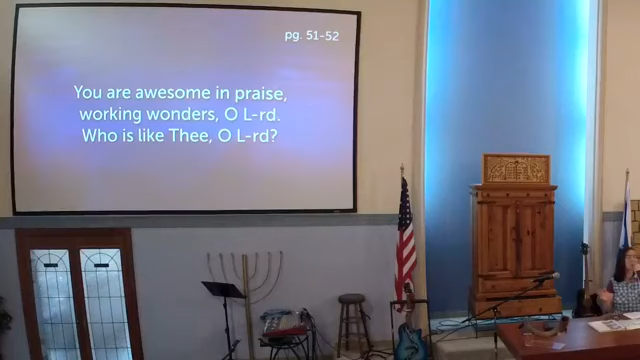 pg. 51-52
You are awesome in praise,
working wonders, O L-rd.
Who is like Thee, O L-rd?